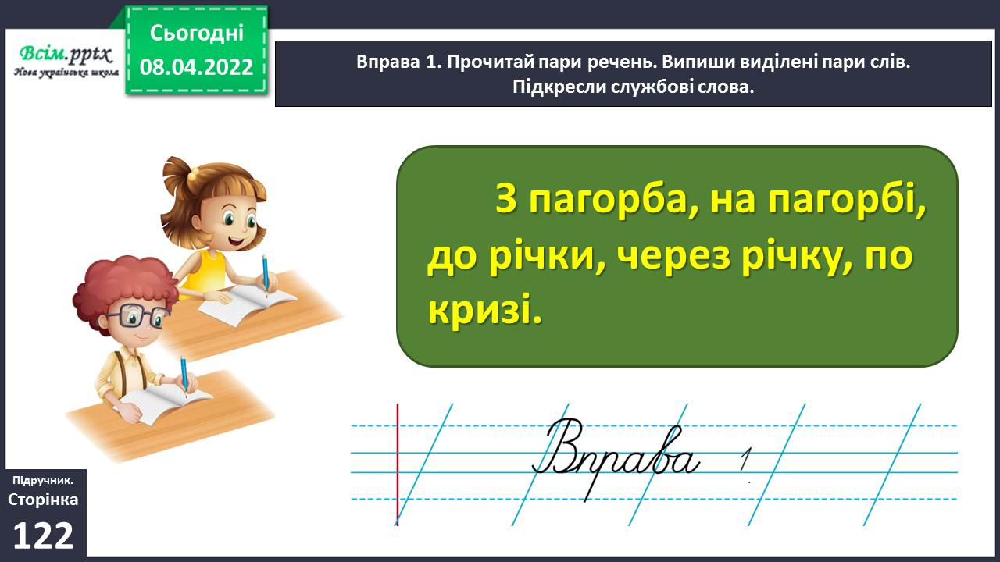 Всім.pptx
Нова українська школа
Сьогодні
08.04.2022
Вправа 1. Прочитай пари речень. Випиши виділені пари слів.
Підкресли службові слова.
З пагорба, на пагорбі,
до річки, через річку, по
кризі.
Вправа 1.
Підручник.
Сторінка
122